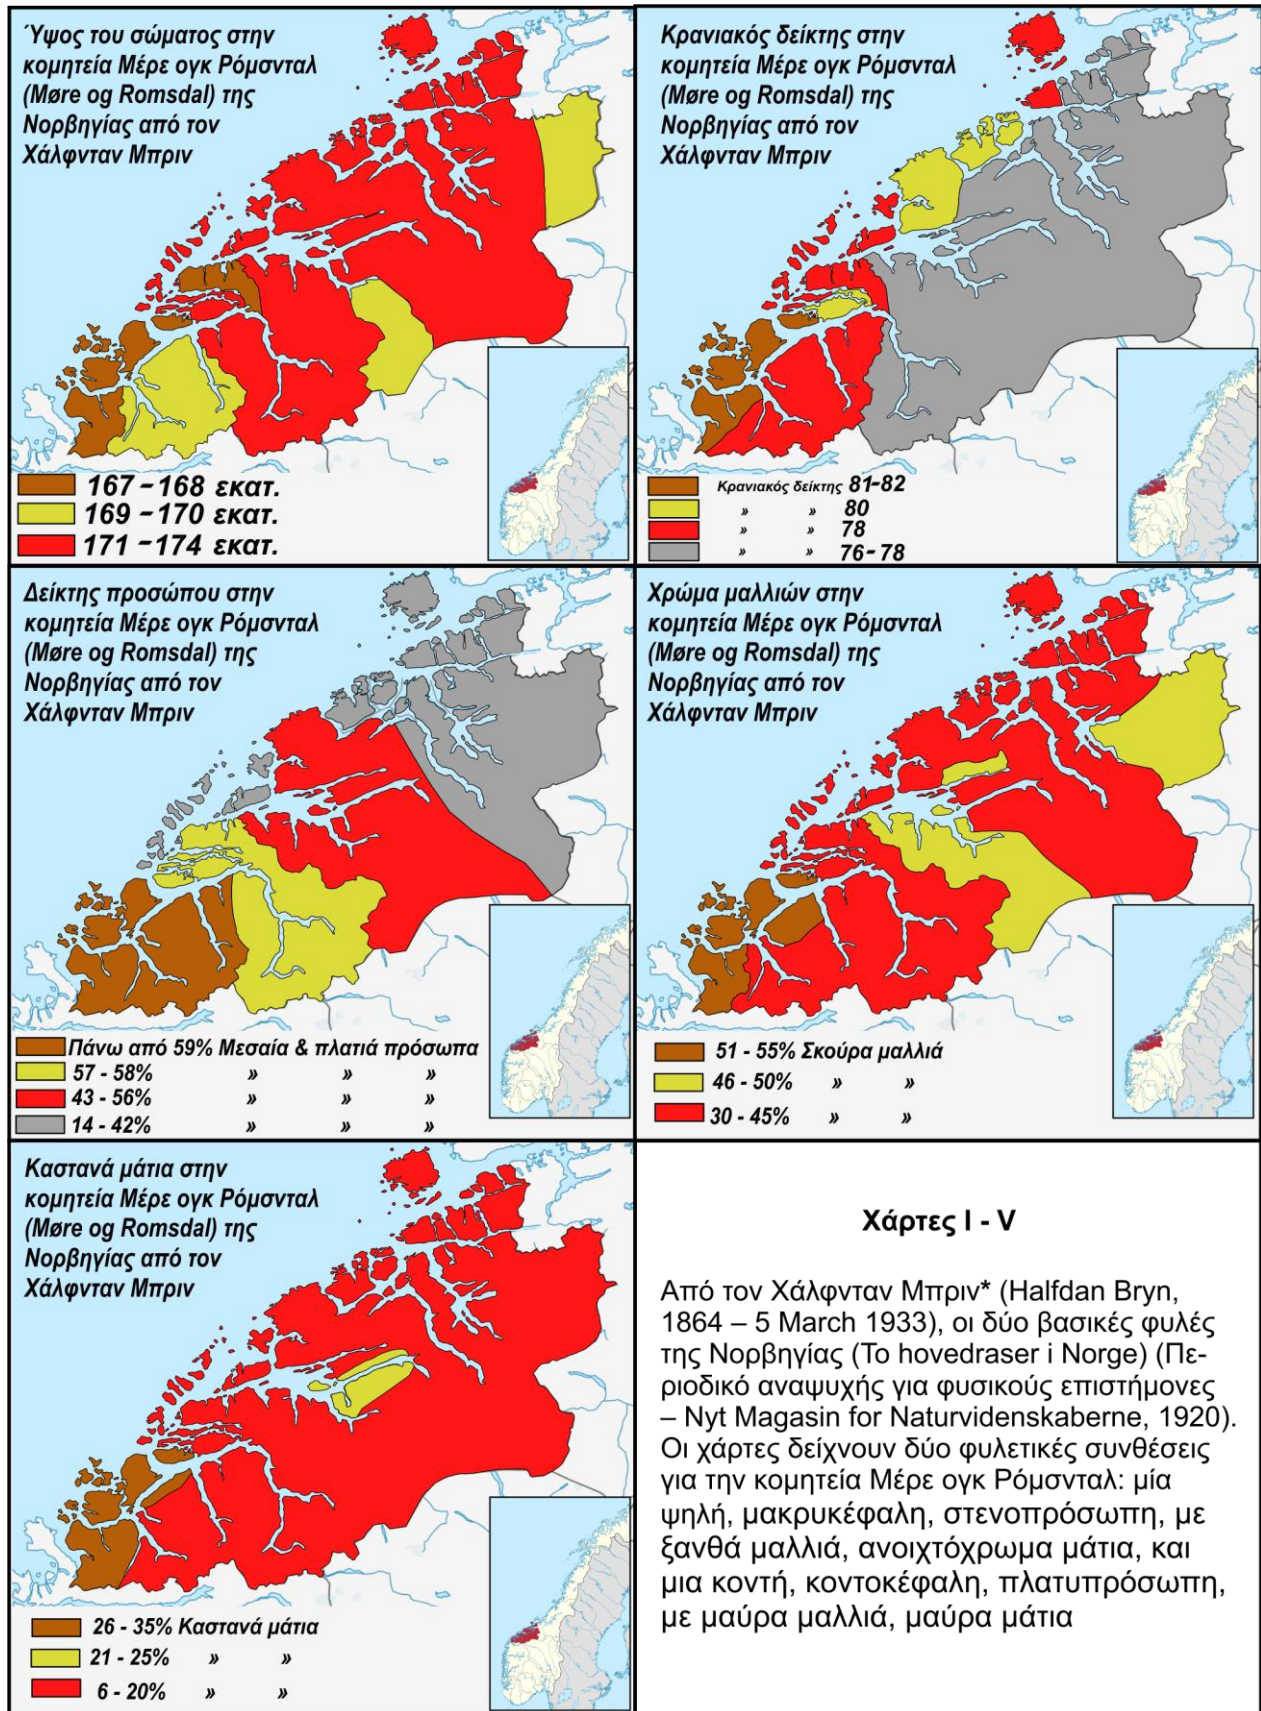 Ύψος του σώματος στην
κομητεία Μέρε ογκ Ρόμσνταλ
(Møre og Romsdal) της
Νορβηγίας από τον
Χάλφνταν Μπριν
167 – 168 εκατ.
169 – 170 εκατ.
171 – 174 εκατ.
Κρανιακός δείκτης στην
κομητεία Μέρε ογκ Ρόμσνταλ
(Møre og Romsdal) της
Νορβηγίας από τον
Χάλφνταν Μπριν
Κρανιακός δείκτης 81-82
» » 80
» » 78
» » 76-78
Δείκτης προσώπου στην
κομητεία Μέρε ογκ Ρόμσνταλ
(Møre og Romsdal) της
Νορβηγίας από τον
Χάλφνταν Μπριν
Πάνω από 59% Μεσαία & πλατιά πρόσωπα
57 - 58% » » »
43 - 56% » » »
14 - 42% » » »
Χρώμα μαλλιών στην
κομητεία Μέρε ογκ Ρόμσνταλ
(Møre og Romsdal) της
Νορβηγίας από τον
Χάλφνταν Μπριν
51 - 55% Σκούρα μαλλιά
46 - 50% » »
30 - 45% » »
Καστανά μάτια στην
κομητεία Μέρε ογκ Ρόμσνταλ
(Møre og Romsdal) της
Νορβηγίας από τον
Χάλφνταν Μπριν
26 - 35% Καστανά μάτια
21 - 25% » »
6 - 20% » »
Χάρτες I - V
Από τον Χάλφνταν Μπριν* (Halfdan Bryn,
1864 – 5 March 1933), οι δύο βασικές φυλές
της Νορβηγίας (To hovedraser i Norge) (Πε-
ριοδικό αναψυχής για φυσικούς επιστήμονες
– Nyt Magasin for Naturvidenskaberne, 1920).
Οι χάρτες δείχνουν δύο φυλετικές συνθέσεις
για την κομητεία Μέρε ογκ Ρόμσνταλ: μία
ψηλή, μακρυκέφαλη, στενοπρόσωπη, με
ξανθά μαλλιά, ανοιχτόχρωμα μάτια, και
μια κοντή, κοντοκέφαλη, πλατυπρόσωπη,
με μαύρα μαλλιά, μαύρα μάτια